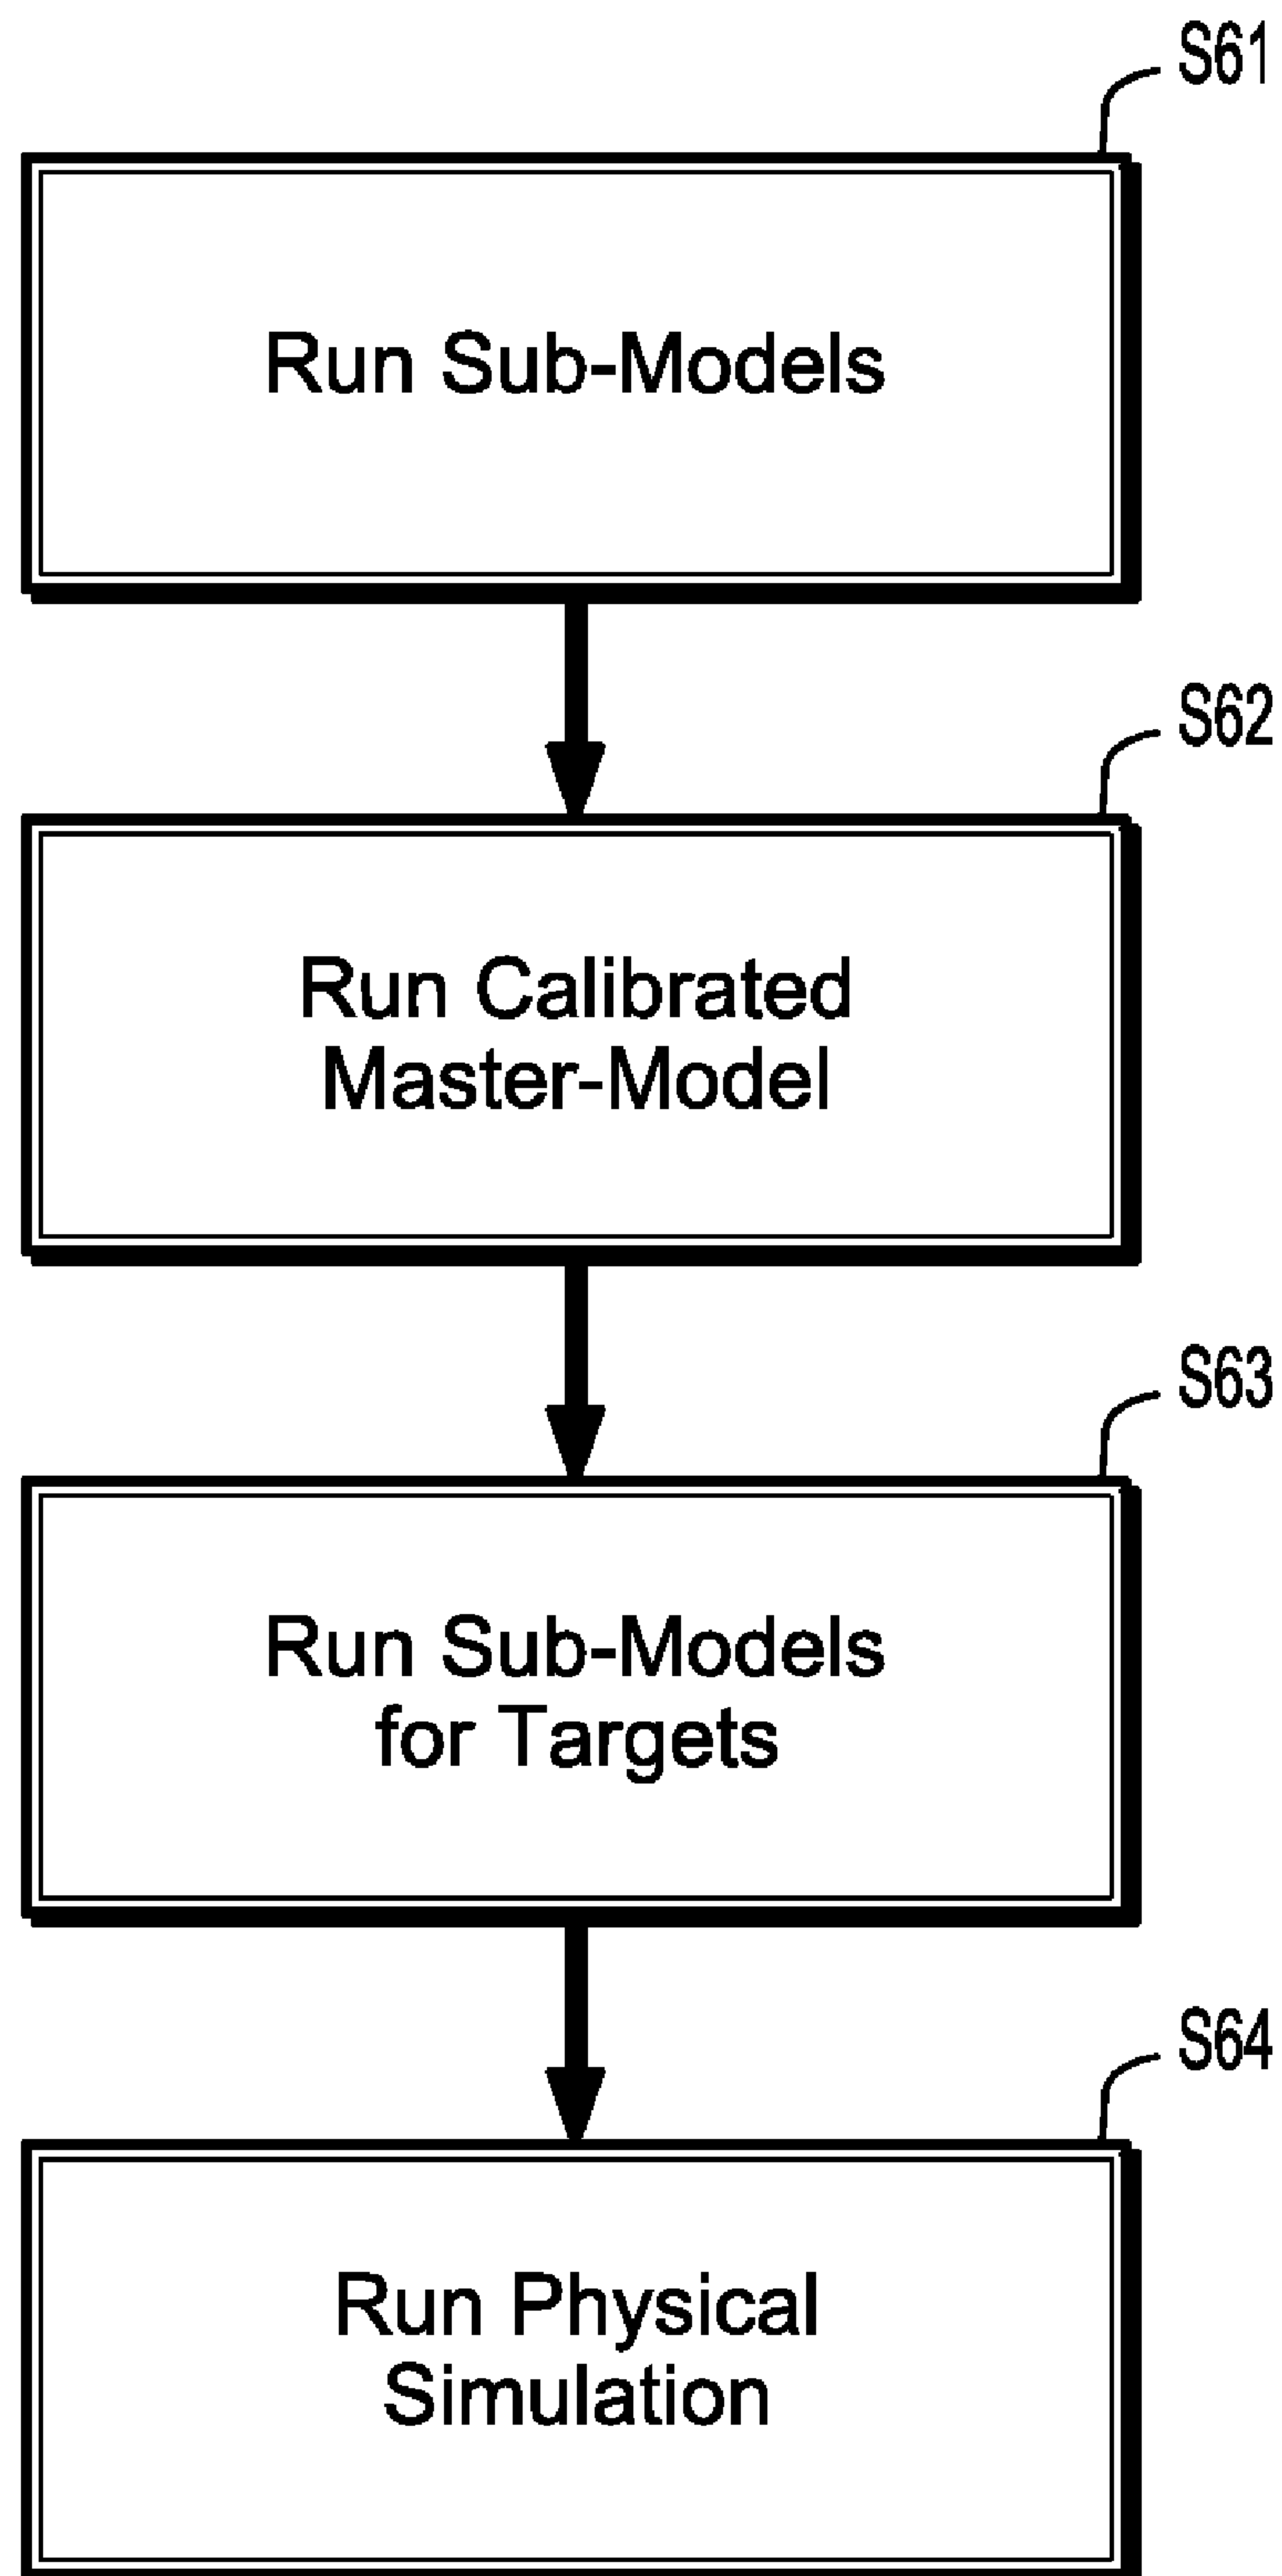 S61
Run Sub-Models
S62
Run Calibrated
Master-Model
S63
Run Sub-Models
for Targets
S64
Run Physical
Simulation